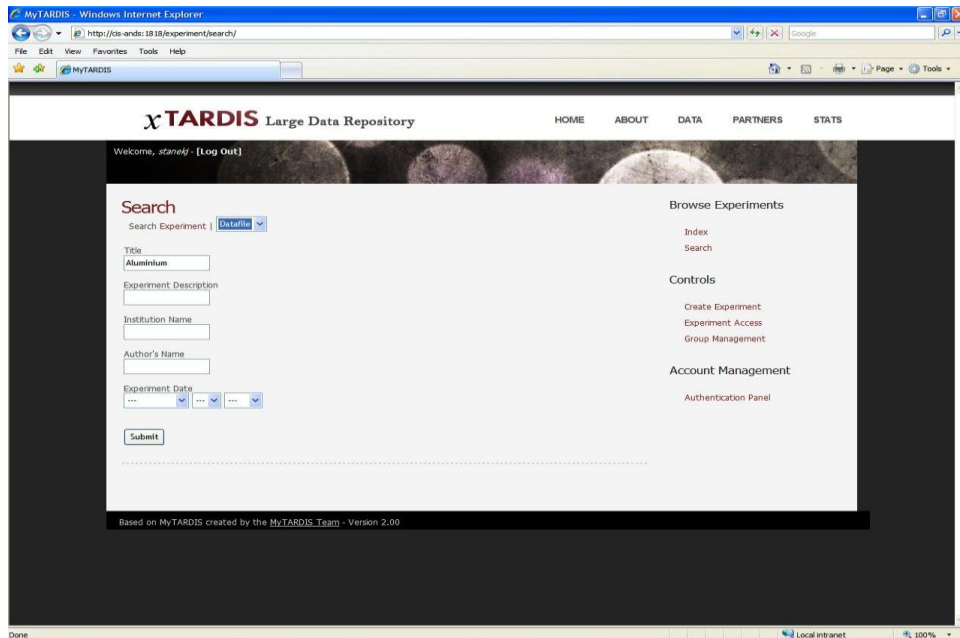 MyTARDIS - Windows Internet Explorer
http://cis-ands:1818/experiment/search/
Google
File Edit View Favorites Tools Help
MyTARDIS
Page Tools
xTARDIS Large Data Repository
HOME ABOUT DATA PARTNERS STATS
Welcome, stanekj - [Log Out]
Search
Search Experiment | Datafile
Title
Aluminium
Experiment Description
Institution Name
Author's Name
Experiment Date
--- --- ---
Submit
Browse Experiments
Index
Search
Controls
Create Experiment
Experiment Access
Group Management
Account Management
Authentication Panel
Based on MyTARDIS created by the MyTARDIS Team - Version 2.00
Done
Local intranet
100%